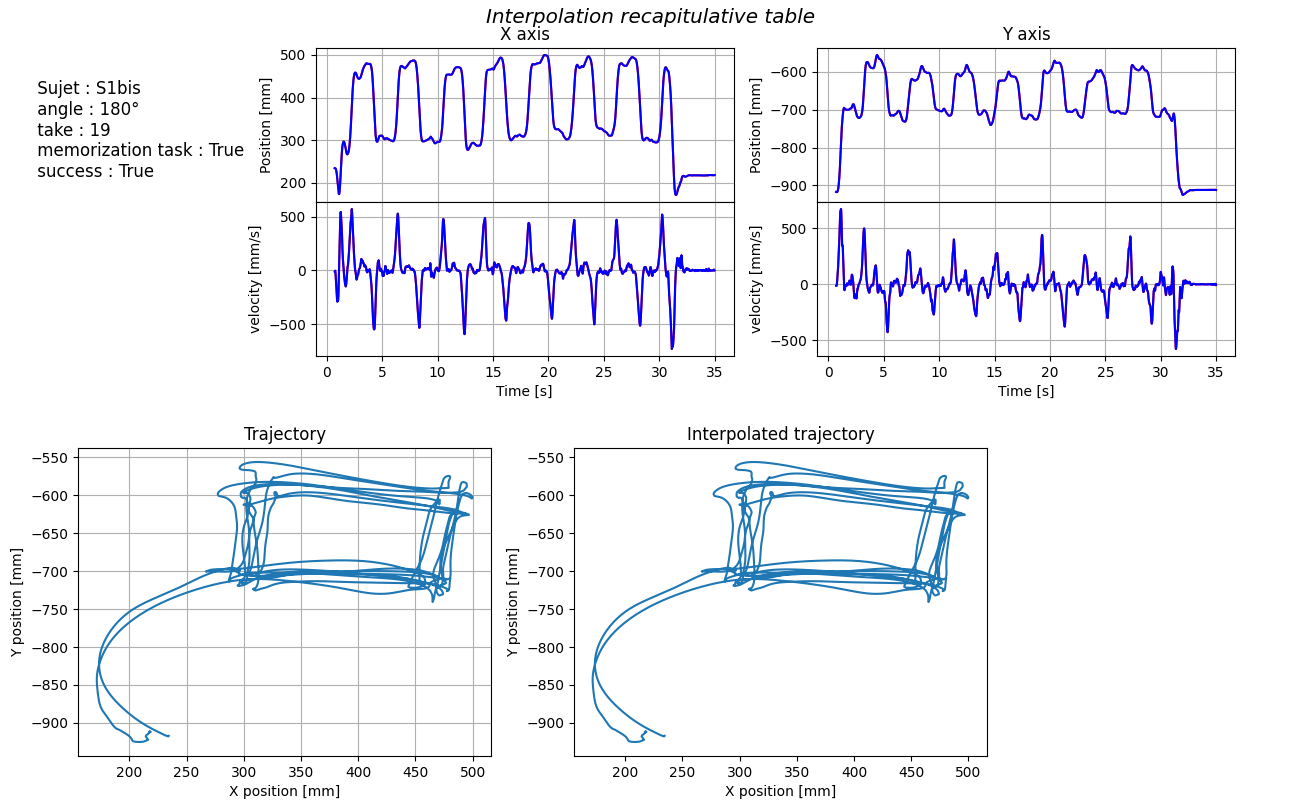 Interpolation recapitulative table
Sujet : S1bis
angle : 180°
take : 19
memorization task : True
success : True
X axis
Position [mm]
500
400
300
200
velocity [mm/s]
500
0
−500
0 5 10 15 20 25 30 35
Time [s]
Y axis
Position [mm]
−600
−700
−800
−900
velocity [mm/s]
500
0
−500
0 5 10 15 20 25 30 35
Time [s]
Trajectory
Y position [mm]
−550
−600
−650
−700
−750
−800
−850
−900
200 250 300 350 400 450 500
X position [mm]
Interpolated trajectory
Y position [mm]
−550
−600
−650
−700
−750
−800
−850
−900
200 250 300 350 400 450 500
X position [mm]